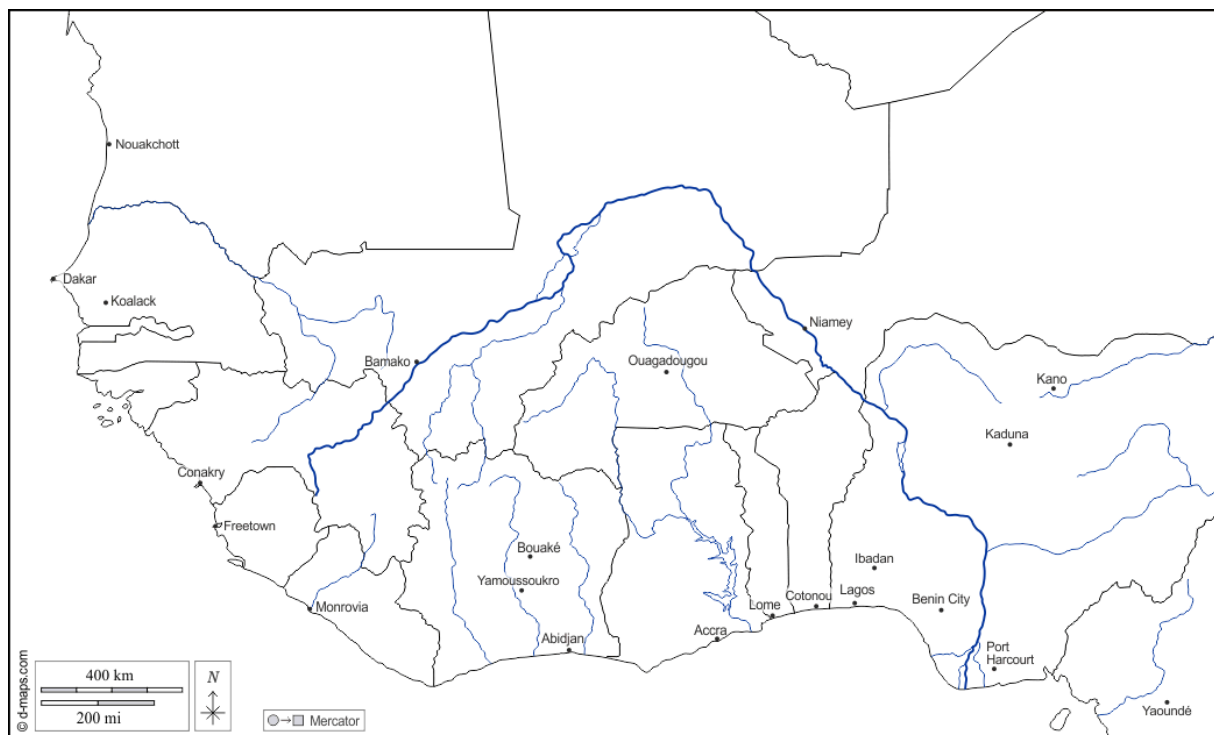 Nouakchott
Dakar
Koalack
Niamey
Bamako
Ouagadougou
Kano
Kaduna
Conakry
Freetown
Bouaké
Ibadan
Yamoussoukro
Monrovia
Lome
Cotonou
Lagos
Benin City
Accra
Abidjan
Port
Harcourt
Yaoundé
© d-maps.com
400 km
200 mi
N
Mercator